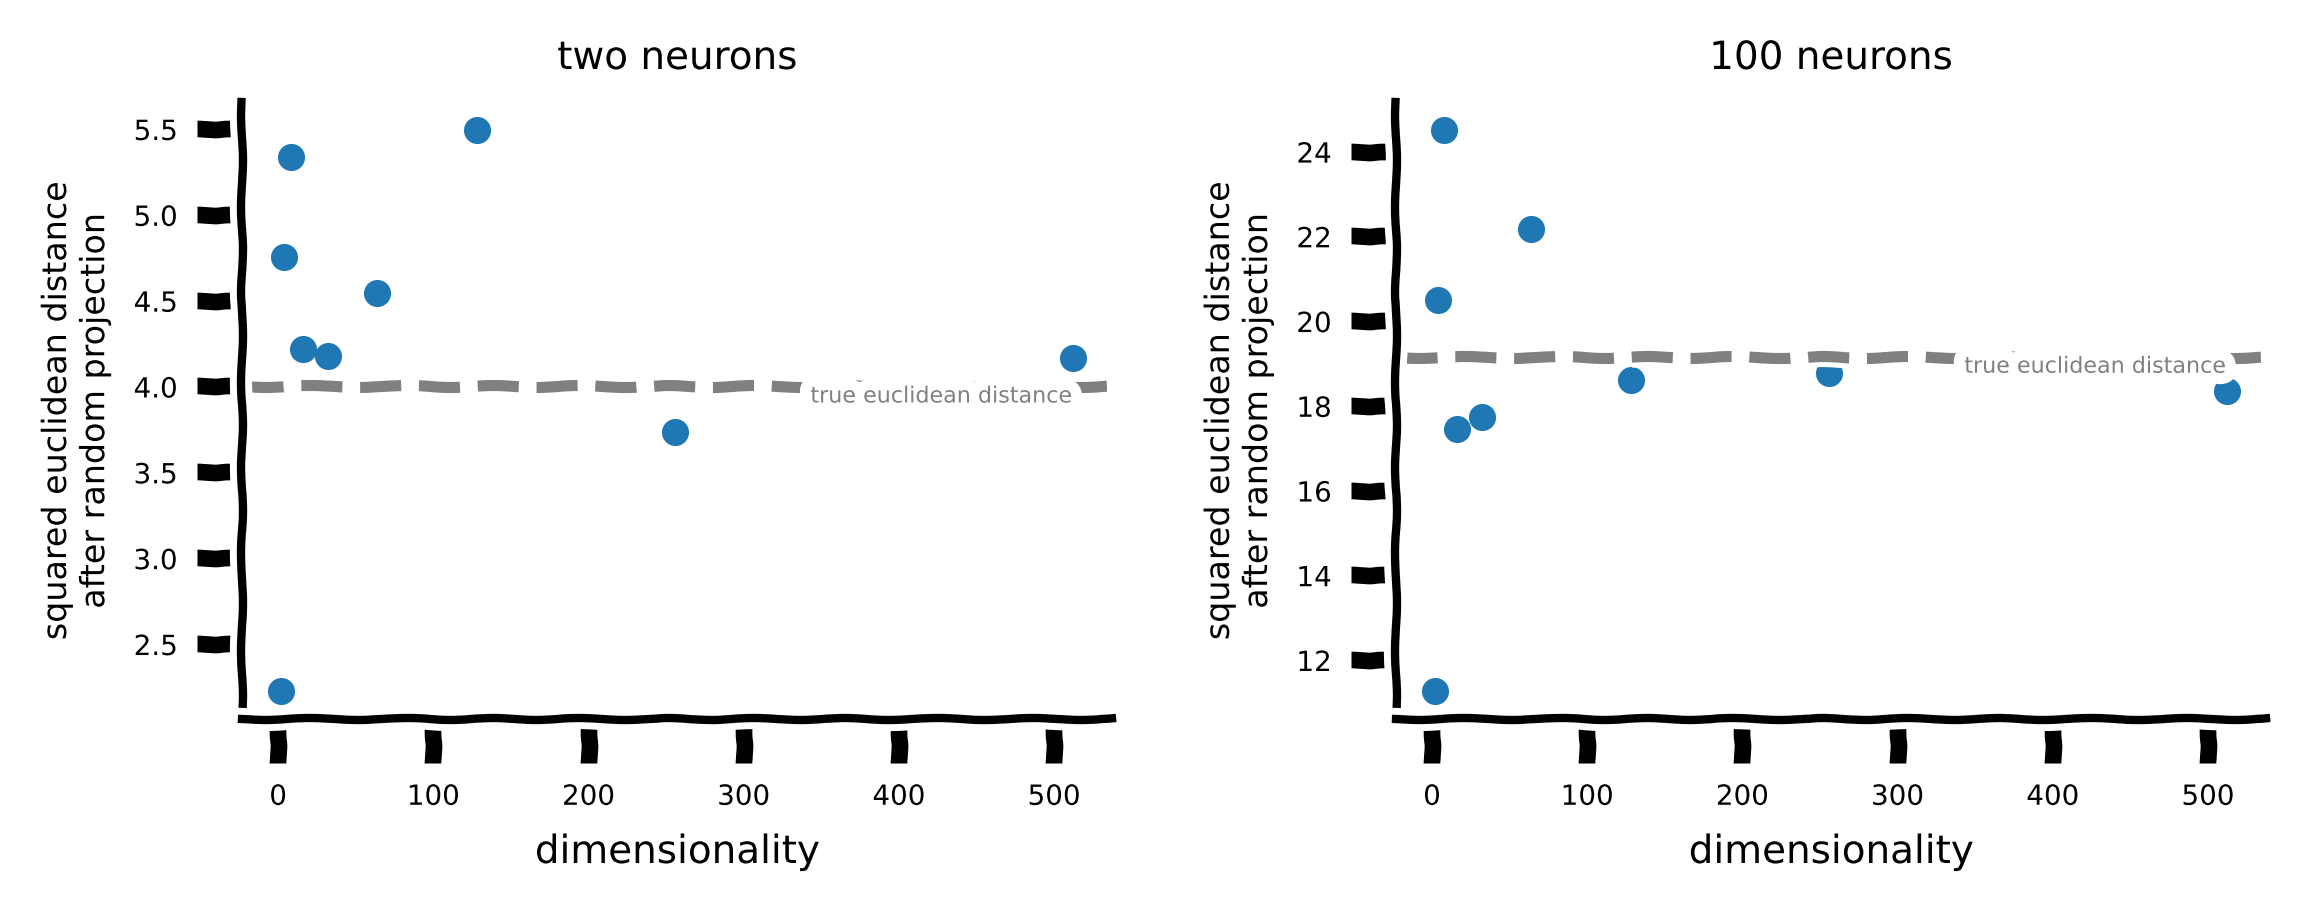 two neurons
squared euclidean distance
after random projection
5.5
5.0
4.5
4.0
3.5
3.0
2.5
true euclidean distance
0 100 200 300 400 500
dimensionality
100 neurons
squared euclidean distance
after random projection
24
22
20
18
16
14
12
true euclidean distance
0 100 200 300 400 500
dimensionality